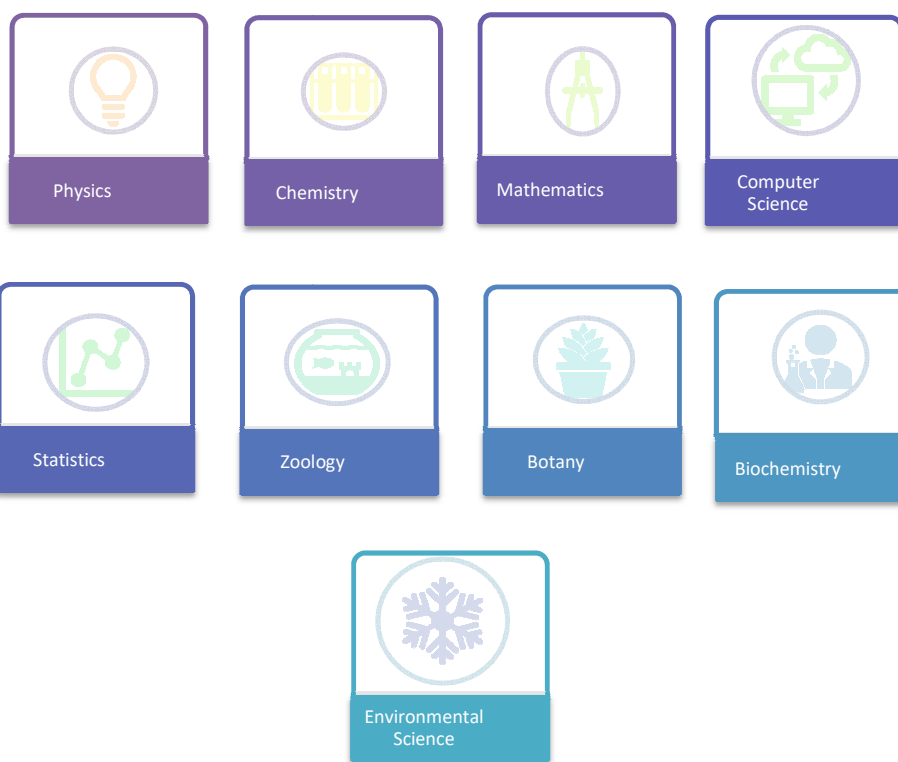 Physics
Chemistry
Mathematics
Computer
Science
Statistics
Zoology
Botany
Biochemistry
Environmental
Science